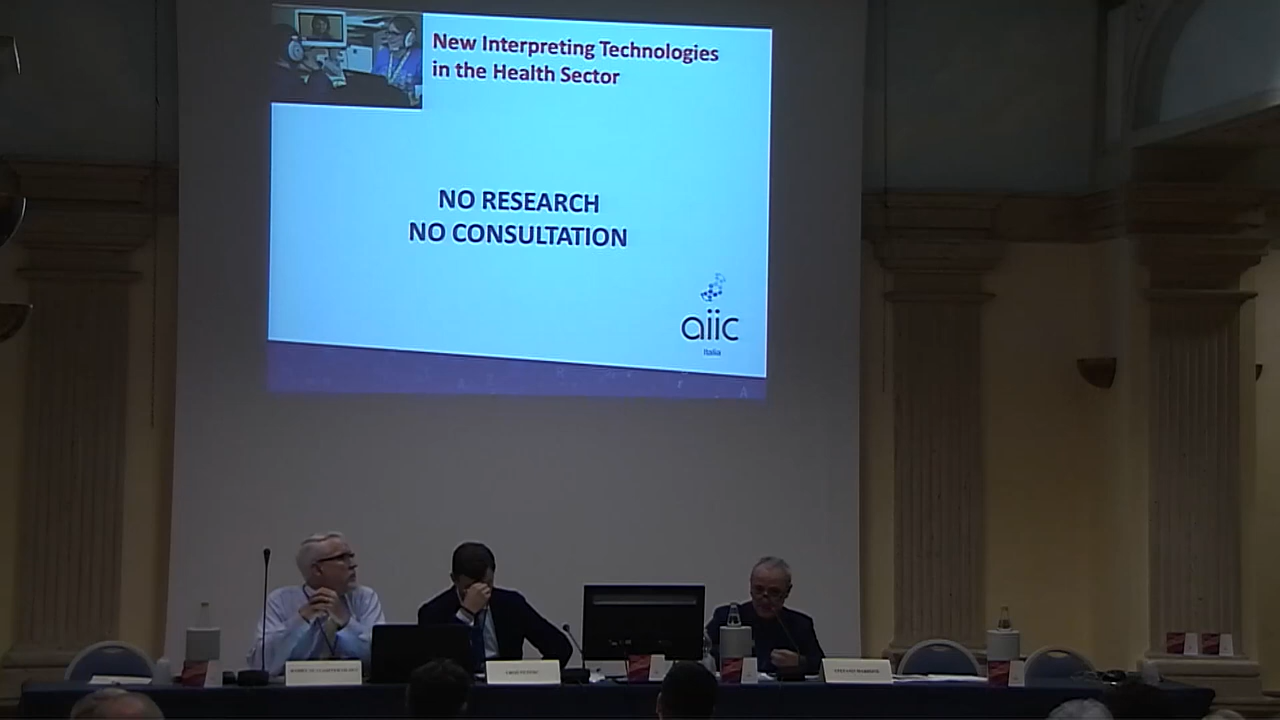 New Interpreting Technologies
in the Health Sector
NO RESEARCH
NO CONSULTATION
aiic
Italia